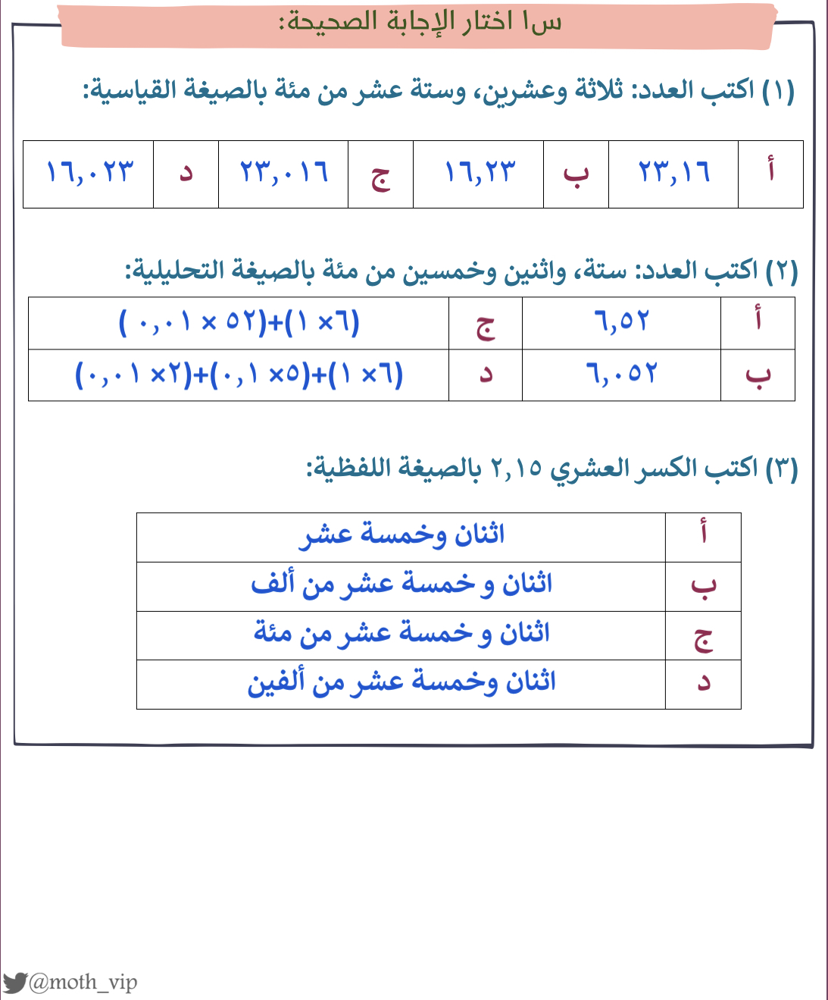 س١ اختار الإجابة الصحيحة:
(١) اكتب العدد: ثلاثة وعشرين، وستة عشر من مئة بالصيغة القياسية:
أ ٢٣,١٦ ب ١٦,٢٣ ج ٢٣,٠١٦ د ١٦,٠٢٣
(٢) اكتب العدد: ستة، واثنين وخمسين من مئة بالصيغة التحليلية:
أ ٦,٥٢ ج (٦× ١)+(٥٢ × ٠,٠١ )
ب ٦,٠٥٢ د (٦× ١)+(٥× ٠,١)+(٢× ٠,٠١)
(٣) اكتب الكسر العشري ٢,١٥ بالصيغة اللفظية:
أ اثنان وخمسة عشر
ب اثنان و خمسة عشر من ألف
ج اثنان و خمسة عشر من مئة
د اثنان وخمسة عشر من ألفين
@moth_vip